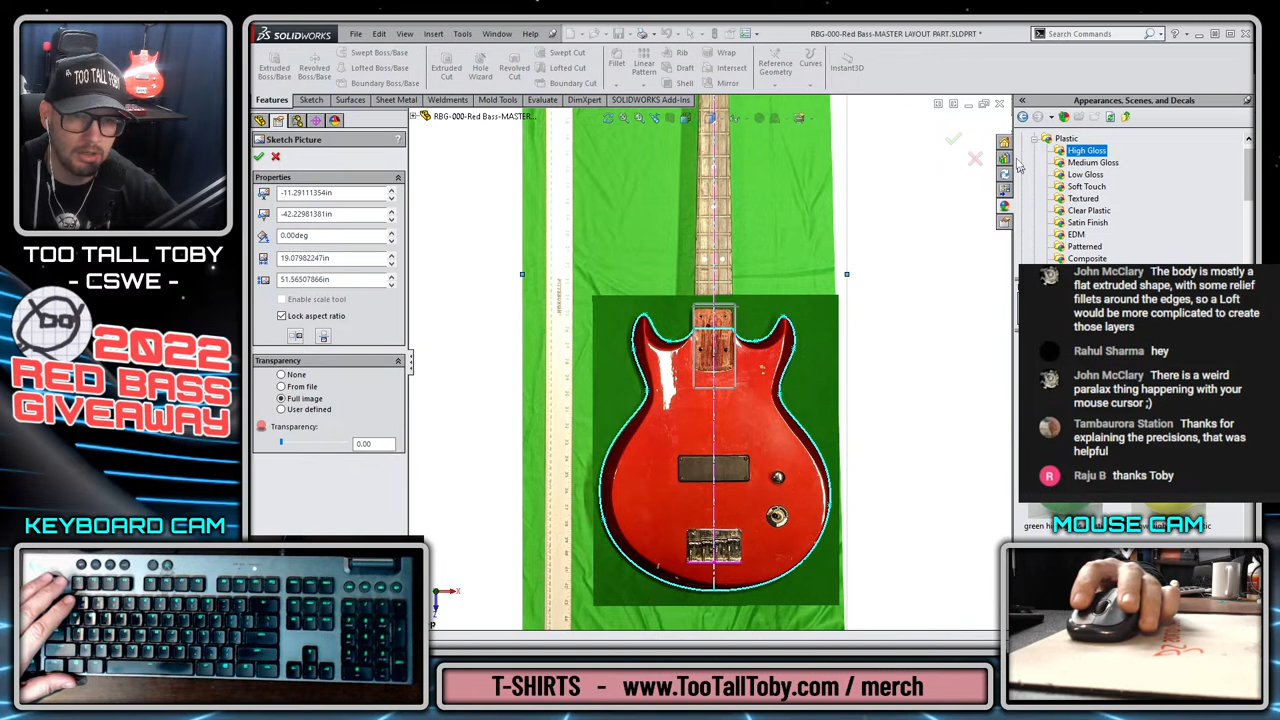 TOO TALL TOBY
TOO TALL TOBY
- CSWE -
2022
RED BASS
GIVEAWAY
KEYBOARD CAM
SOLIDWORKS
File Edit View Insert Tools Window Help
RBG-000-Red Bass-MASTER LAYOUT PART.SLDPRT *
Search Commands
Extruded Boss/Base
Revolved Boss/Base
Swept Boss/Base
Lofted Boss/Base
Boundary Boss/Base
Extruded Cut
Hole Wizard
Revolved Cut
Swept Cut
Lofted Cut
Boundary Cut
Fillet
Linear Pattern
Rib
Draft
Shell
Wrap
Intersect
Mirror
Reference Geometry
Curves
Instant3D
Features Sketch Surfaces Sheet Metal Weldments Mold Tools Evaluate DimXpert SOLIDWORKS Add-Ins
RBG-000-Red Bass-MASTER...
Sketch Picture ?
Properties
-11.29111354in
-42.22981381in
0.00deg
19.07982247in
51.56507866in
Enable scale tool
Lock aspect ratio
Transparency
None
From file
Full image
User defined
Transparency:
0.00
X
Appearances, Scenes, and Decals
Plastic
High Gloss
Medium Gloss
Low Gloss
Soft Touch
Textured
Clear Plastic
Satin Finish
EDM
Patterned
Composite
John McClary The body is mostly a
flat extruded shape, with some relief
fillets around the edges, so a Loft
would be more complicated to create
those layers
Rahul Sharma hey
John McClary There is a weird
paralax thing happening with your
mouse cursor ;)
Tambaurora Station Thanks for
explaining the precisions, that was
helpful
Raju B thanks Toby
MOUSE CAM
T-SHIRTS - www.TooTallToby.com / merch